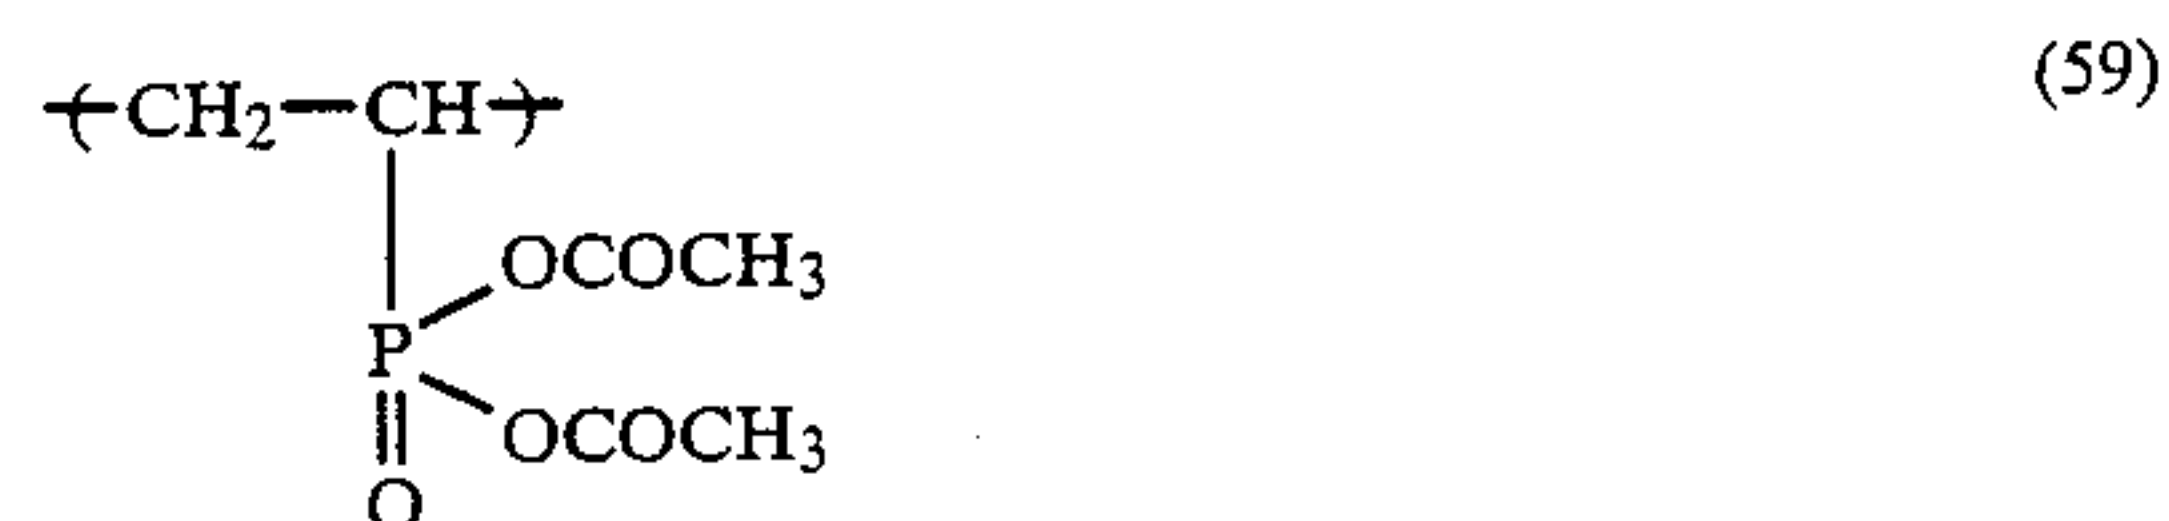 (59)
CH₂—CH
OCOCH₃
P
OCOCH₃
O